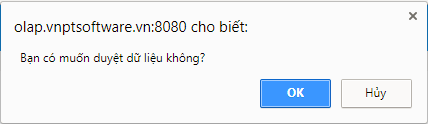 olap.vnptsoftware.vn:8080 cho biết:
Bạn có muốn duyệt dữ liệu không?
OK
Hủy